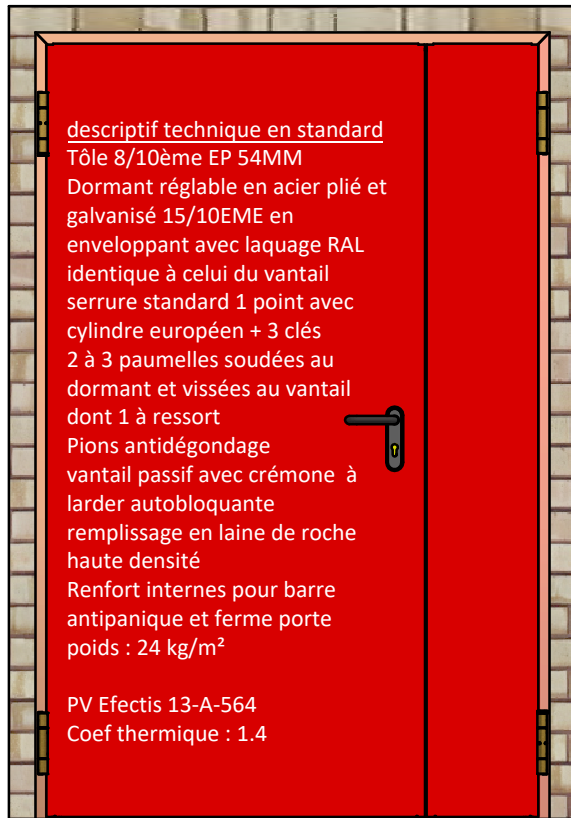 descriptif technique en standard
Tôle 8/10ème EP 54MM
Dormant réglable en acier plié et
galvanisé 15/10EME en
enveloppant avec laquage RAL
identique à celui du vantail
serrure standard 1 point avec
cylindre européen + 3 clés
2 à 3 paumelles soudées au
dormant et vissées au vantail
dont 1 à ressort
Pions antidégondage
vantail passif avec crémone à
larder autobloquante
remplissage en laine de roche
haute densité
Renfort internes pour barre
antipanique et ferme porte
poids : 24 kg/m²
PV Efectis 13-A-564
Coef thermique : 1.4